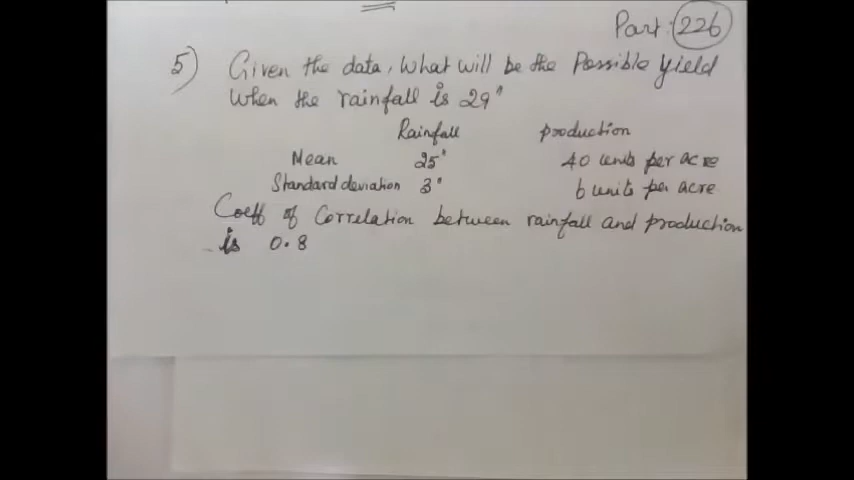 Part: 226
5) Given the data, What will be the Possible Yield
When the rainfall is 29"
Rainfall production
Mean 25" 40 units per acre
Standard deviation 3" 6 units per acre
Coeff of Correlation between rainfall and production
is 0.8